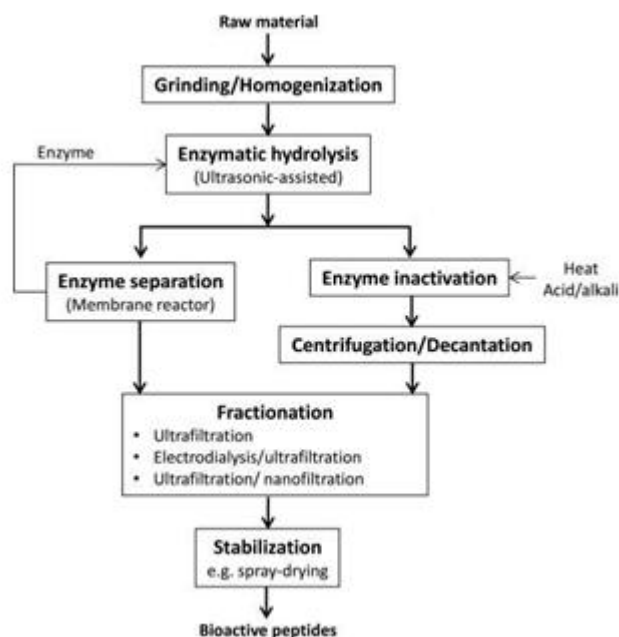 Raw material
Grinding/Homogenization
Enzyme
Enzymatic hydrolysis
(Ultrasonic-assisted)
Enzyme separation
(Membrane reactor)
Enzyme inactivation
Heat
Acid/alkali
Centrifugation/Decantation
Fractionation
• Ultrafiltration
• Electrodialysis/ultrafiltration
• Ultrafiltration/ nanofiltration
Stabilization
e.g. spray-drying
Bioactive peptides